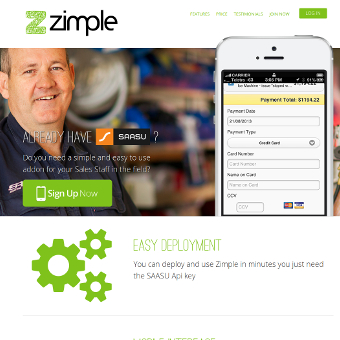 zimple
FEATURES PRICE TESTIMONIALS JOIN NOW LOG IN
CARRIER 3:08 PM
Payment Total: $1104.22
Payment Date
21/08/2013
Payment Type
Credit Card
Card Number
Card Number
Name on Card
Name on Card
CCV
CCV
ALREADY HAVE SAASU ?
Do you need a simple and easy to use
addon for your Sales Staff in the field?
Sign Up Now
EASY DEPLOYMENT
You can deploy and use Zimple in minutes you just need
the SAASU Api key